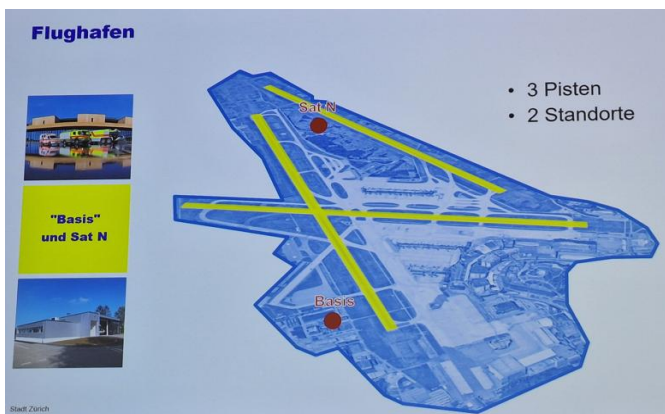 Flughafen
"Basis"
und Sat N
Sat N
Basis
• 3 Pisten
• 2 Standorte
Stadt Zürich